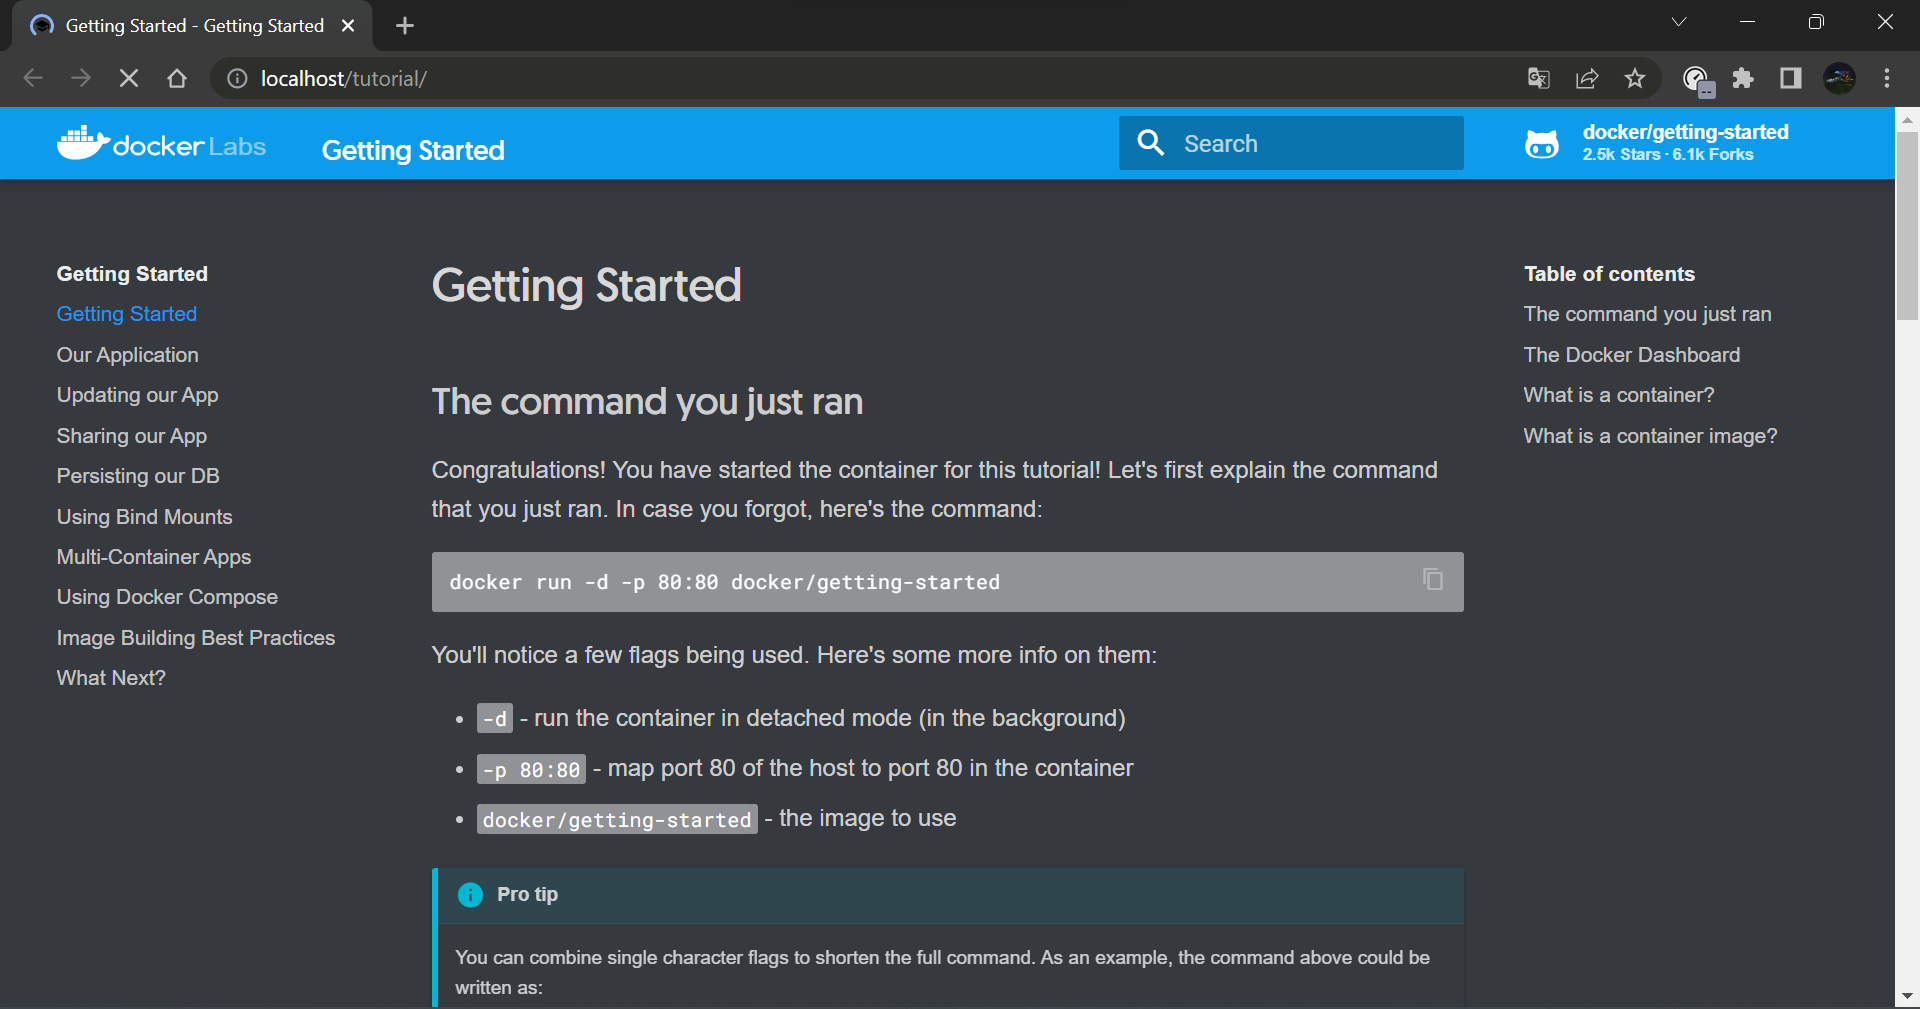 Getting Started - Getting Started
localhost/tutorial/
docker Labs
Getting Started
Search
docker/getting-started
2.5k Stars · 6.1k Forks
Getting Started
Getting Started
Our Application
Updating our App
Sharing our App
Persisting our DB
Using Bind Mounts
Multi-Container Apps
Using Docker Compose
Image Building Best Practices
What Next?
Getting Started
The command you just ran
Congratulations! You have started the container for this tutorial! Let's first explain the command
that you just ran. In case you forgot, here's the command:
docker run -d -p 80:80 docker/getting-started
You'll notice a few flags being used. Here's some more info on them:
• -d - run the container in detached mode (in the background)
• -p 80:80 - map port 80 of the host to port 80 in the container
• docker/getting-started - the image to use
Pro tip
You can combine single character flags to shorten the full command. As an example, the command above could be
written as:
Table of contents
The command you just ran
The Docker Dashboard
What is a container?
What is a container image?